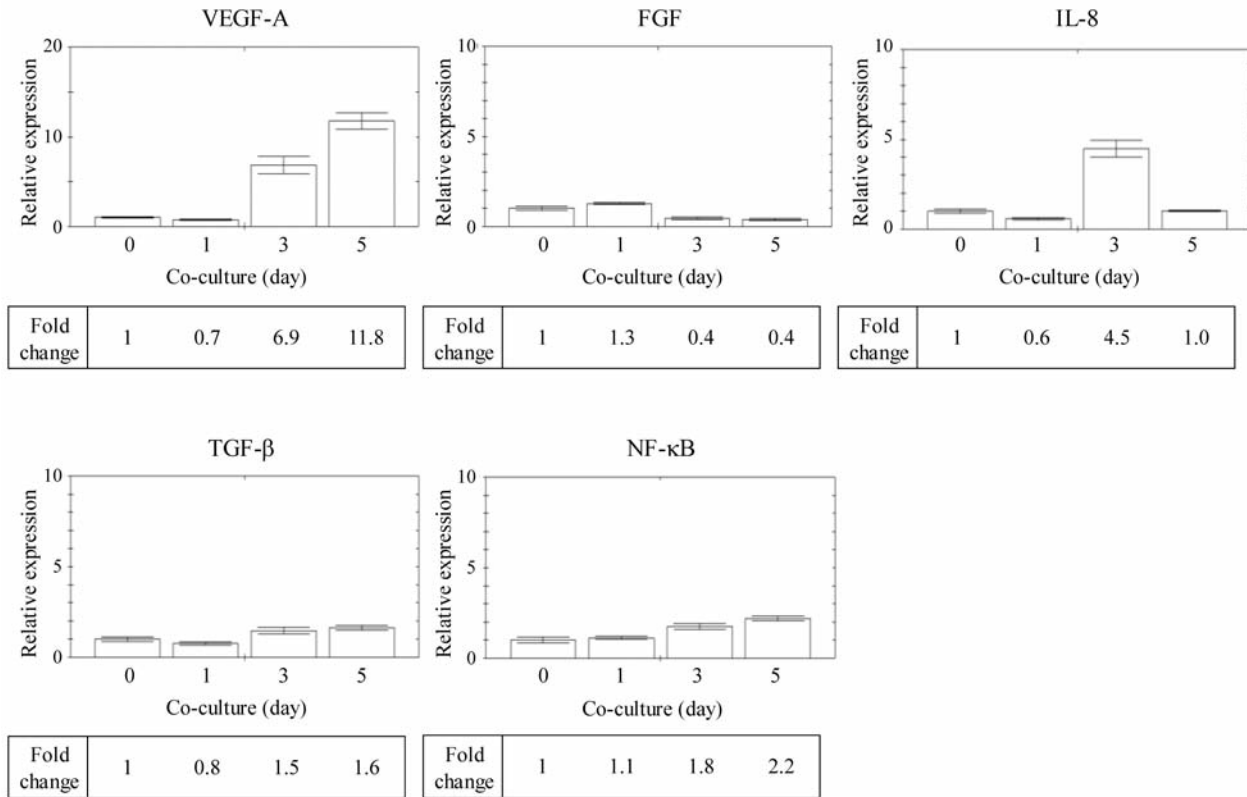 VEGF-A
20
10
0
Relative expression
0 1 3 5
Co-culture (day)
Fold change 1 0.7 6.9 11.8
FGF
10
5
0
Relative expression
0 1 3 5
Co-culture (day)
Fold change 1 1.3 0.4 0.4
IL-8
10
5
0
Relative expression
0 1 3 5
Co-culture (day)
Fold change 1 0.6 4.5 1.0
TGF-β
10
5
0
Relative expression
0 1 3 5
Co-culture (day)
Fold change 1 0.8 1.5 1.6
NF-κB
10
5
0
Relative expression
0 1 3 5
Co-culture (day)
Fold change 1 1.1 1.8 2.2